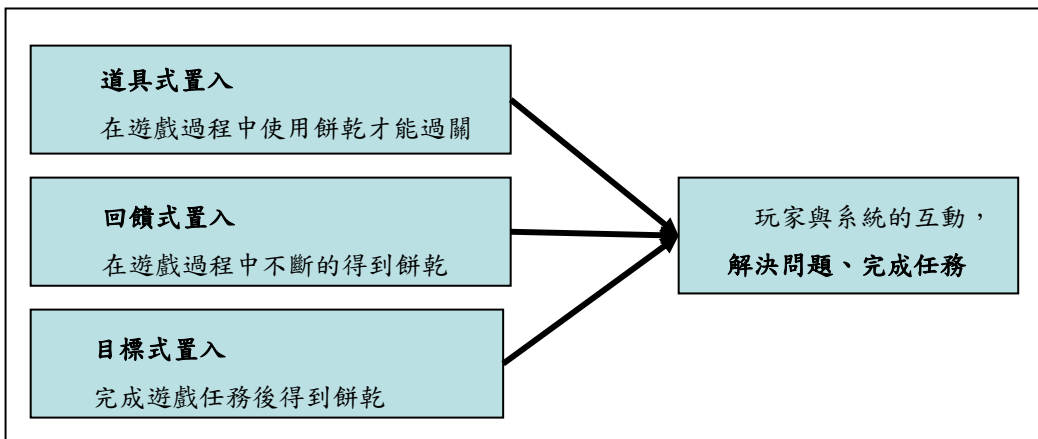 道具式置入
在遊戲過程中使用餅乾才能過關
回饋式置入
在遊戲過程中不斷的得到餅乾
目標式置入
完成遊戲任務後得到餅乾
玩家與系統的互動，
解決問題、完成任務